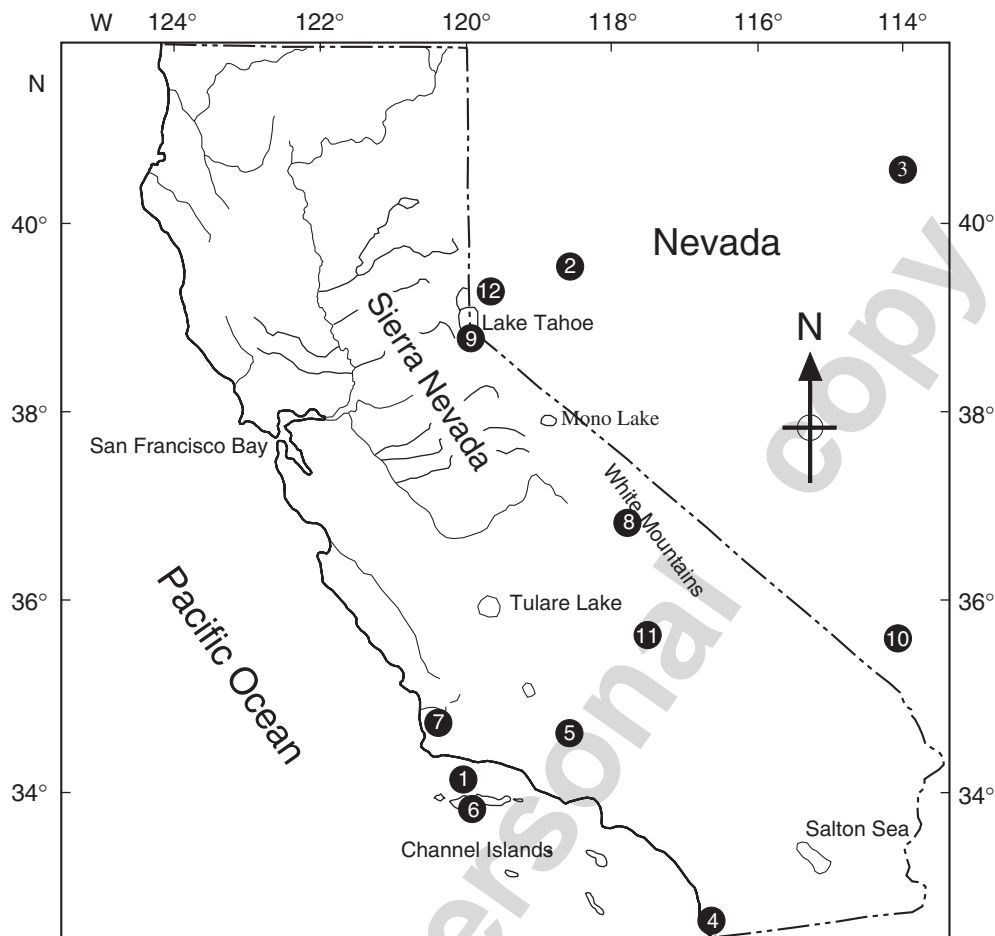 W 124° 122° 120° 118° 116° 114°
N
3
40° 40°
Nevada
2
12
Lake Tahoe
9
N
Sierra Nevada
38° 38°
Mono Lake
San Francisco Bay
White Mountains
8
36° 36°
Tulare Lake
11
10
Pacific Ocean
7
5
34° 34°
1
6
Salton Sea
Channel Islands
4
ersonal copy